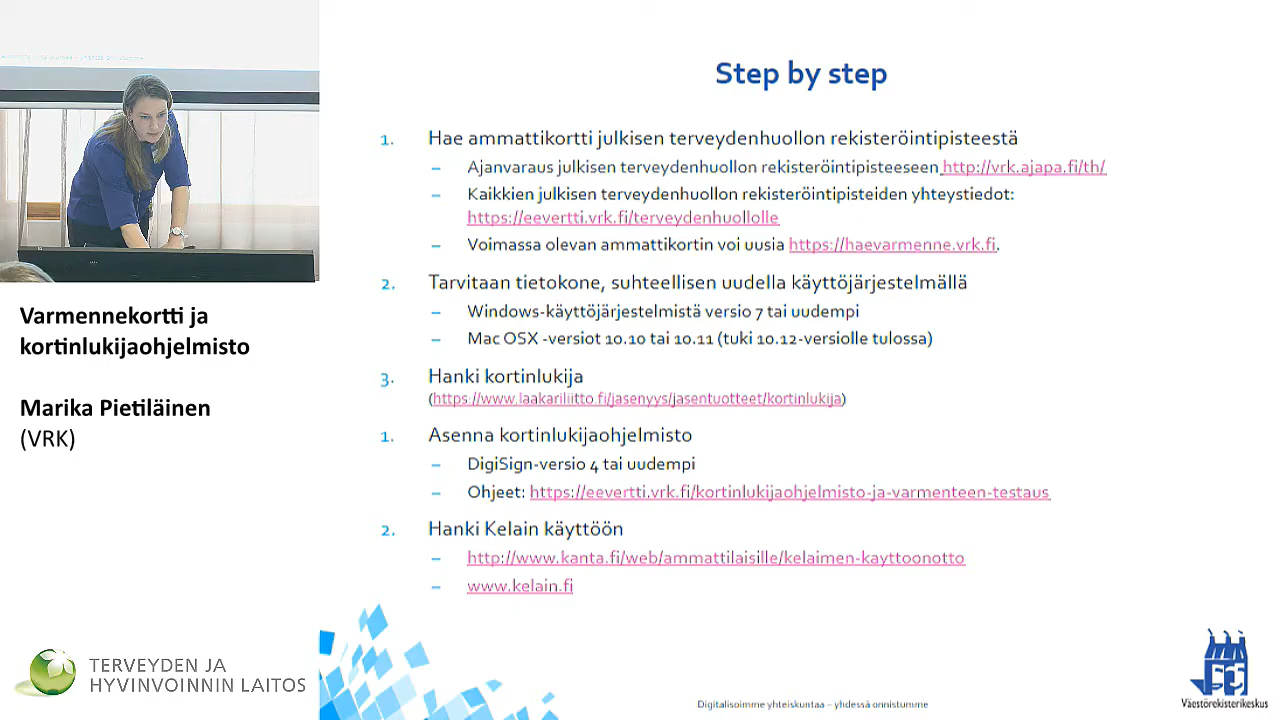 Step by step
1. Hae ammattikortti julkisen terveydenhuollon rekisteröintipisteestä
– Ajanvaraus julkisen terveydenhuollon rekisteröintipisteeseen http://vrk.ajapa.fi/th/
– Kaikkien julkisen terveydenhuollon rekisteröintipisteiden yhteystiedot:
https://eevertti.vrk.fi/terveydenhuollolle
– Voimassa olevan ammattikortin voi uusia https://haevarmenne.vrk.fi.
2. Tarvitaan tietokone, suhteellisen uudella käyttöjärjestelmällä
– Windows-käyttöjärjestelmistä versio 7 tai uudempi
– Mac OSX -versiot 10.10 tai 10.11 (tuki 10.12-versiolle tulossa)
3. Hanki kortinlukija
(https://www.laakariliitto.fi/jasenyys/jasentuotteet/kortinlukija)
1. Asenna kortinlukijaohjelmisto
– DigiSign-versio 4 tai uudempi
– Ohjeet: https://eevertti.vrk.fi/kortinlukijaohjelmisto-ja-varmenteen-testaus
2. Hanki Kelain käyttöön
– http://www.kanta.fi/web/ammattilaisille/kelaimen-kayttoonotto
– www.kelain.fi
Digitalisoimme yhteiskuntaa – yhdessä onnistumme
Väestörekisterikeskus
Varmennekortti ja
kortinlukijaohjelmisto
Marika Pietiläinen
(VRK)
TERVEYDEN JA
HYVINVOINNIN LAITOS